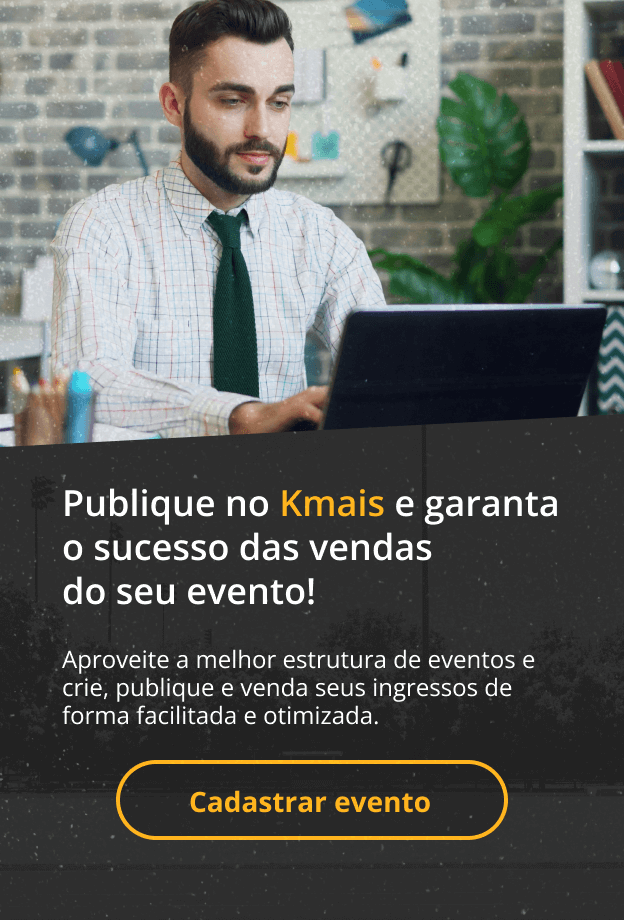 Publique no Kmais e garanta
o sucesso das vendas
do seu evento!
Aproveite a melhor estrutura de eventos e
crie, publique e venda seus ingressos de
forma facilitada e otimizada.
Cadastrar evento